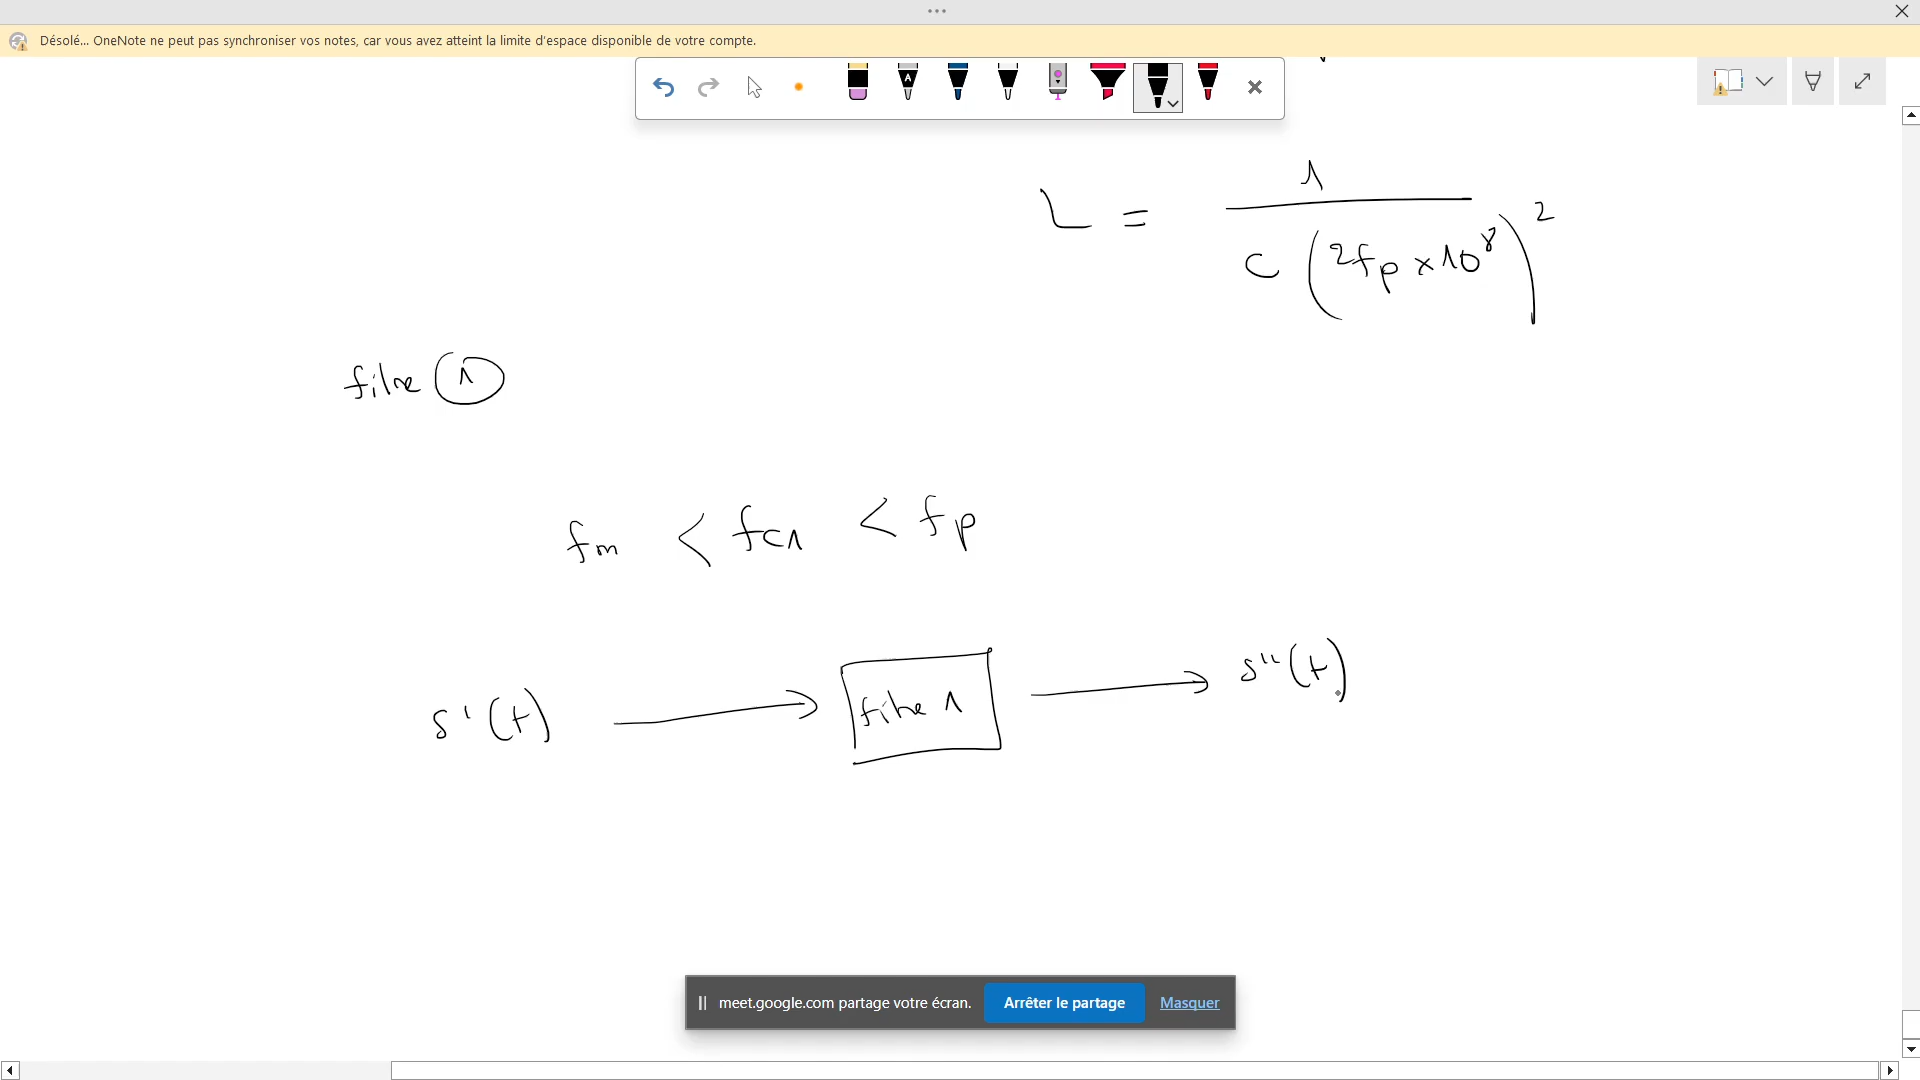 Désolé... OneNote ne peut pas synchroniser vos notes, car vous avez atteint la limite d'espace disponible de votre compte.
A
L = 1 / C (2fp × 10^8)^2
filtre 1
fm < fc1 < fp
s'(t) → filtre 1 → s''(t)
meet.google.com partage votre écran. Arrêter le partage Masquer